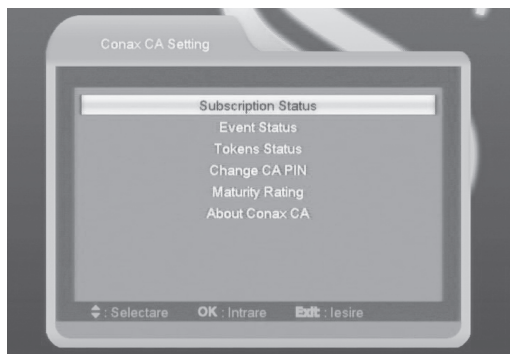 Conax CA Setting
Subscription Status
Event Status
Tokens Status
Change CA PIN
Maturity Rating
About Conax CA
: Selectare OK : Intrare Exit : Iesire